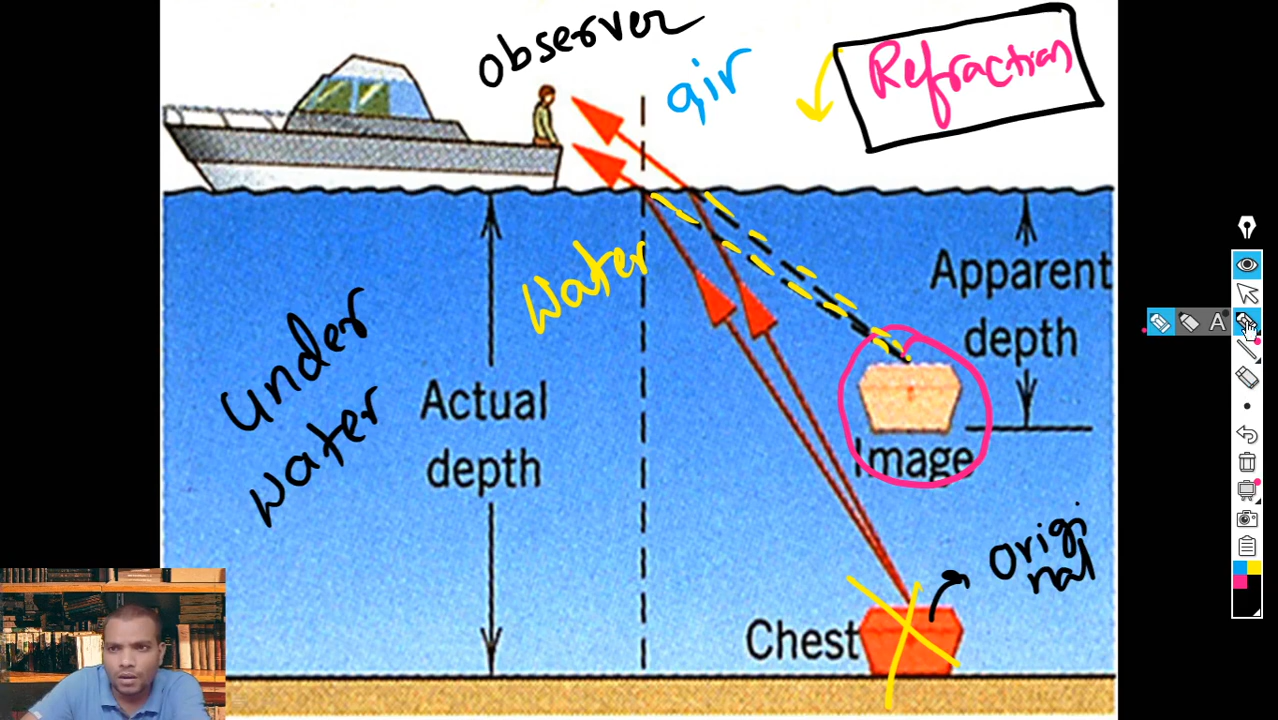 observer
air
Refraction
Water
Apparent
depth
Under
water
Actual
depth
Image
Origi
nal
Chest
A